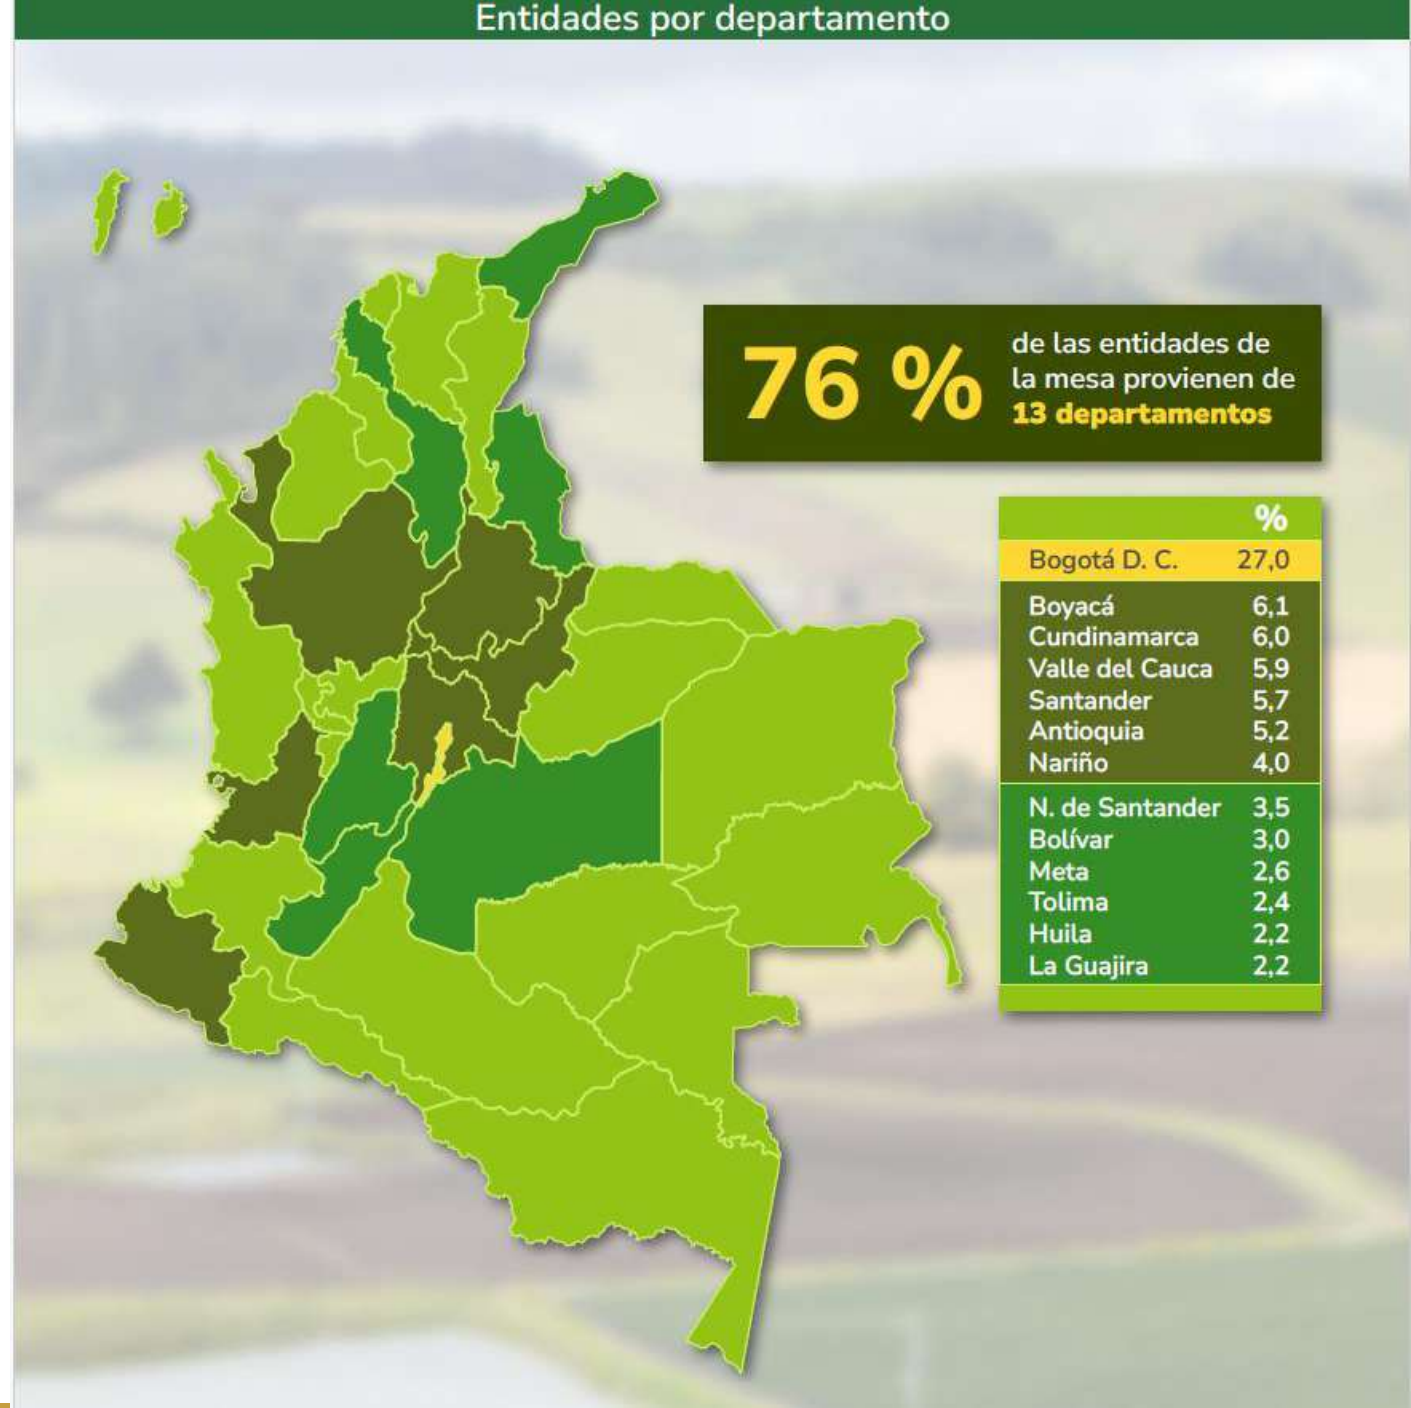 Entidades por departamento
76 %
de las entidades de
la mesa provienen de
13 departamentos
%
Bogotá D. C. 27,0
Boyacá 6,1
Cundinamarca 6,0
Valle del Cauca 5,9
Santander 5,7
Antioquia 5,2
Nariño 4,0
N. de Santander 3,5
Bolívar 3,0
Meta 2,6
Tolima 2,4
Huila 2,2
La Guajira 2,2